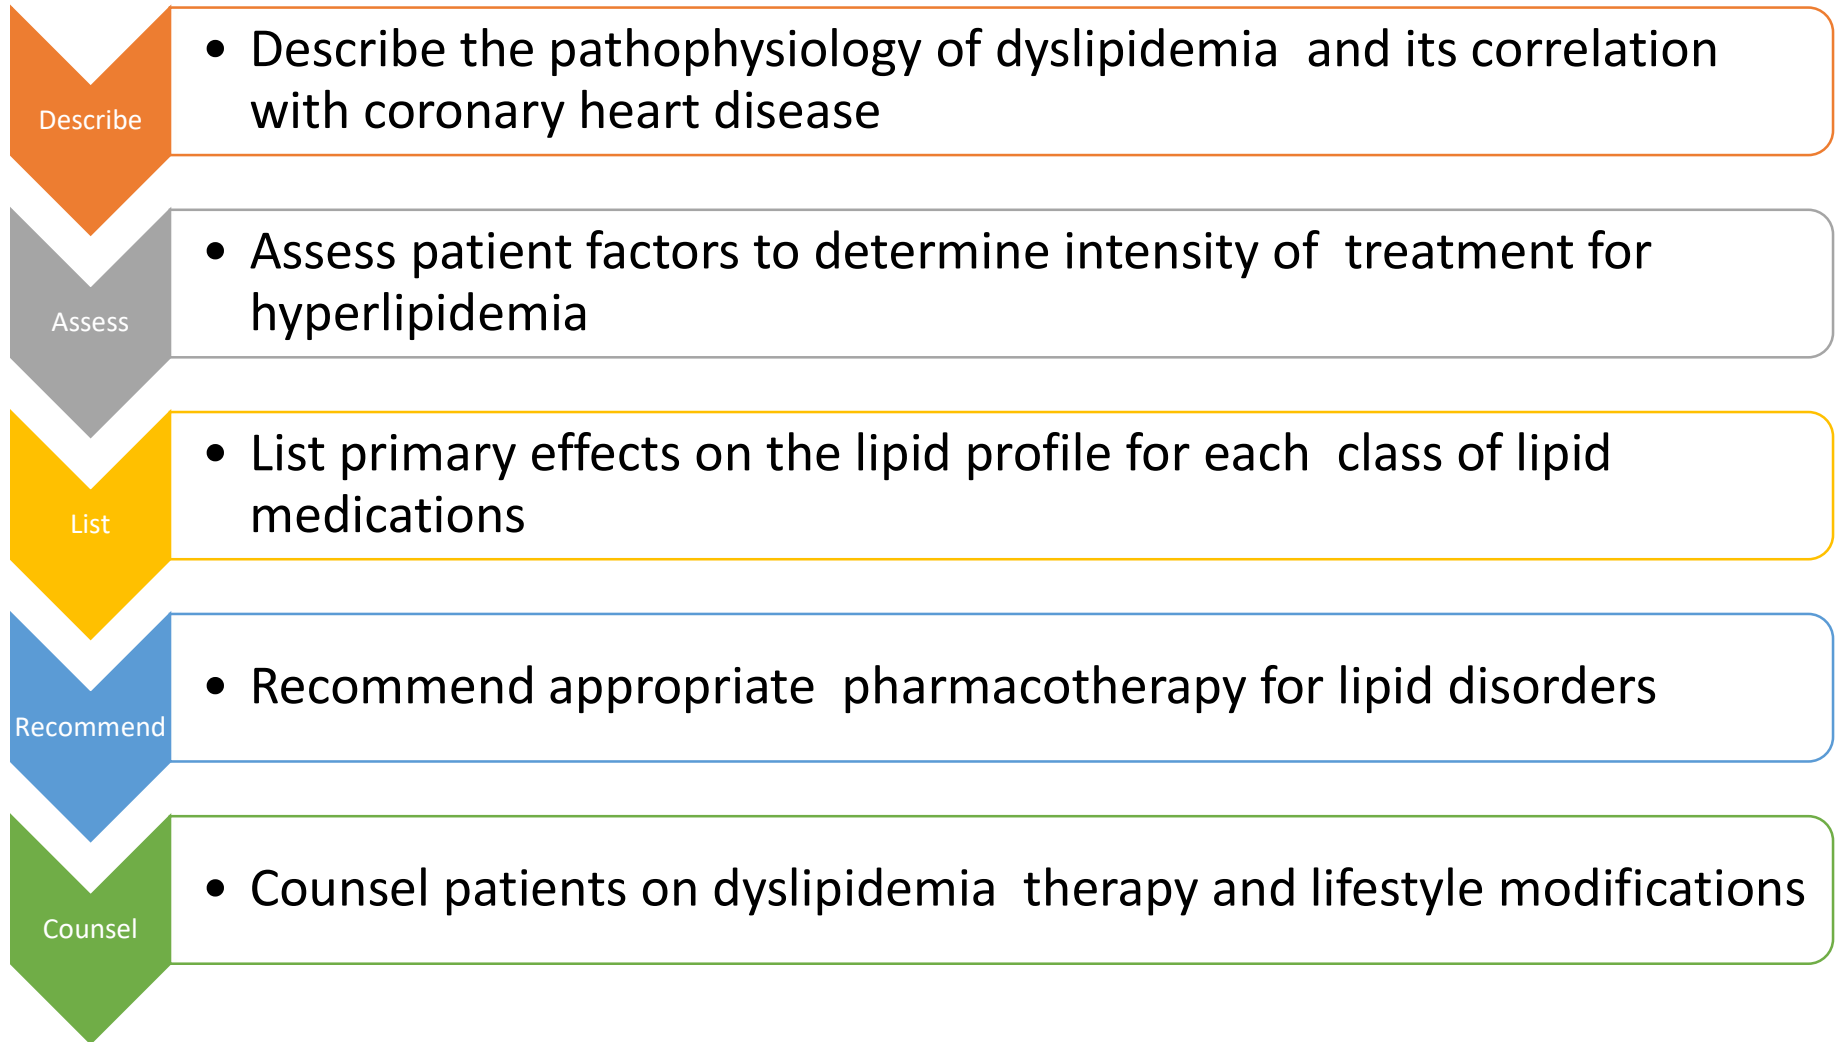 Describe
• Describe the pathophysiology of dyslipidemia  and its correlation
with coronary heart disease
Assess
• Assess patient factors to determine intensity of  treatment for
hyperlipidemia
List
• List primary effects on the lipid profile for each  class of lipid
medications
Recommend
• Recommend appropriate  pharmacotherapy for lipid disorders
Counsel
• Counsel patients on dyslipidemia  therapy and lifestyle modifications